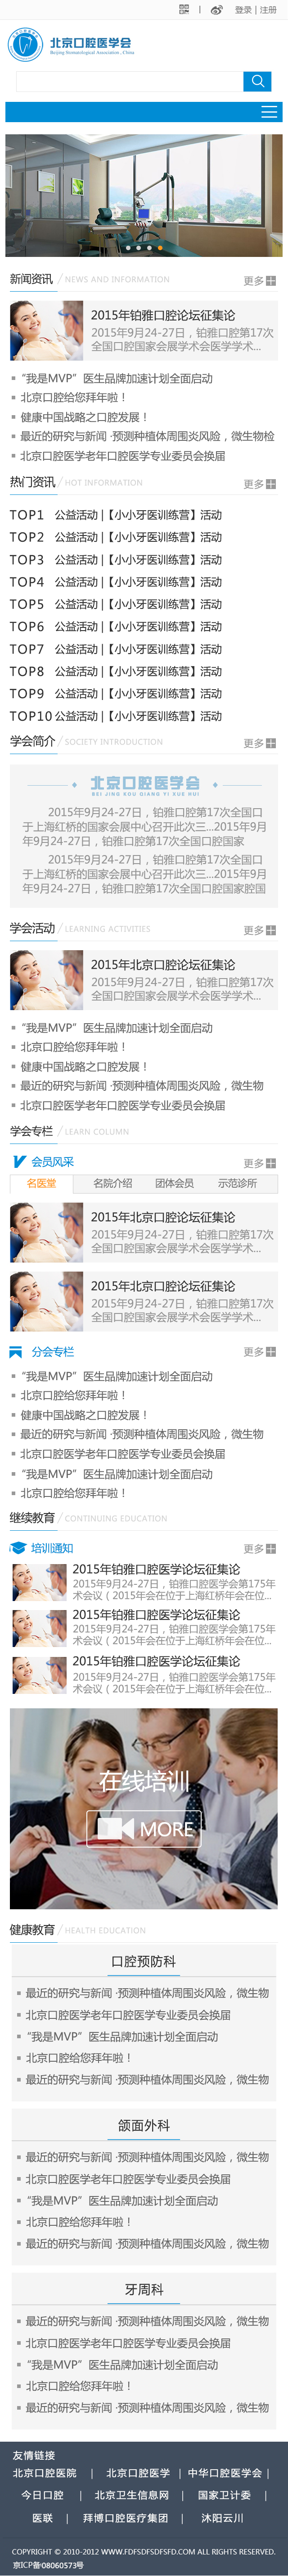 登录 | 注册
北京口腔医学会
Beijing Stomatological Association
新闻资讯 / NEWS AND INFORMATION 更多
2015年铂雅口腔论坛征集论
2015年9月24-27日，铂雅口腔第17次
全国口腔国家会展学术会医学学术...
“我是MVP”医生品牌加速计划全面启动
北京口腔给您拜年啦！
健康中国战略之口腔发展！
最近的研究与新闻·预测种植体周围炎风险，微生物检
北京口腔医学老年口腔医学专业委员会换届
热门资讯 / HOT INFORMATION 更多
TOP1 公益活动 |【小小牙医训练营】活动
TOP2 公益活动 |【小小牙医训练营】活动
TOP3 公益活动 |【小小牙医训练营】活动
TOP4 公益活动 |【小小牙医训练营】活动
TOP5 公益活动 |【小小牙医训练营】活动
TOP6 公益活动 |【小小牙医训练营】活动
TOP7 公益活动 |【小小牙医训练营】活动
TOP8 公益活动 |【小小牙医训练营】活动
TOP9 公益活动 |【小小牙医训练营】活动
TOP10 公益活动 |【小小牙医训练营】活动
学会简介 / SOCIETY INTRODUCTION 更多
北京口腔医学会
2015年9月24-27日，铂雅口腔第17次全国口
于上海红桥的国家会展中心召开此次三...2015年9月
年9月24-27日，铂雅口腔第17次全国口腔国家
2015年9月24-27日，铂雅口腔第17次全国口
于上海红桥的国家会展中心召开此次三...2015年9月
年9月24-27日，铂雅口腔第17次全国口腔国家腔国
学会活动 / LEARNING ACTIVITIES 更多
2015年北京口腔论坛征集论
2015年9月24-27日，铂雅口腔第17次
全国口腔国家会展学术会医学学术...
“我是MVP”医生品牌加速计划全面启动
北京口腔给您拜年啦！
健康中国战略之口腔发展！
最近的研究与新闻·预测种植体周围炎风险，微生物
北京口腔医学老年口腔医学专业委员会换届
学会专栏 / LEARN COLUMN
会员风采 更多
名医堂 名院介绍 团体会员 示范诊所
2015年北京口腔论坛征集论
2015年9月24-27日，铂雅口腔第17次
全国口腔国家会展学术会医学学术...
2015年北京口腔论坛征集论
2015年9月24-27日，铂雅口腔第17次
全国口腔国家会展学术会医学学术...
分会专栏 更多
“我是MVP”医生品牌加速计划全面启动
北京口腔给您拜年啦！
健康中国战略之口腔发展！
最近的研究与新闻·预测种植体周围炎风险，微生物
北京口腔医学老年口腔医学专业委员会换届
“我是MVP”医生品牌加速计划全面启动
北京口腔给您拜年啦！
继续教育 / CONTINUING EDUCATION
培训通知 更多
2015年铂雅口腔医学论坛征集论
2015年9月24-27日，铂雅口腔医学会第175年
术会议（2015年会在位于上海红桥年会在位...
2015年铂雅口腔医学论坛征集论
2015年9月24-27日，铂雅口腔医学会第175年
术会议（2015年会在位于上海红桥年会在位...
2015年铂雅口腔医学论坛征集论
2015年9月24-27日，铂雅口腔医学会第175年
术会议（2015年会在位于上海红桥年会在位...
在线培训
MORE
健康教育 / HEALTH EDUCATION
口腔预防科
最近的研究与新闻·预测种植体周围炎风险，微生物
北京口腔医学老年口腔医学专业委员会换届
“我是MVP”医生品牌加速计划全面启动
北京口腔给您拜年啦！
最近的研究与新闻·预测种植体周围炎风险，微生物
颌面外科
最近的研究与新闻·预测种植体周围炎风险，微生物
北京口腔医学老年口腔医学专业委员会换届
“我是MVP”医生品牌加速计划全面启动
北京口腔给您拜年啦！
最近的研究与新闻·预测种植体周围炎风险，微生物
牙周科
最近的研究与新闻·预测种植体周围炎风险，微生物
北京口腔医学老年口腔医学专业委员会换届
“我是MVP”医生品牌加速计划全面启动
北京口腔给您拜年啦！
最近的研究与新闻·预测种植体周围炎风险，微生物
友情链接
北京口腔医院 | 北京口腔医学 | 中华口腔医学会 |
今日口腔 | 北京卫生信息网 | 国家卫计委 |
医联 | 拜博口腔医疗集团 | 沐阳云川
COPYRIGHT © 2010-2012 WWW.FDFSDFSDFSFD.COM ALL RIGHTS RESERVED.
京ICP备08060573号